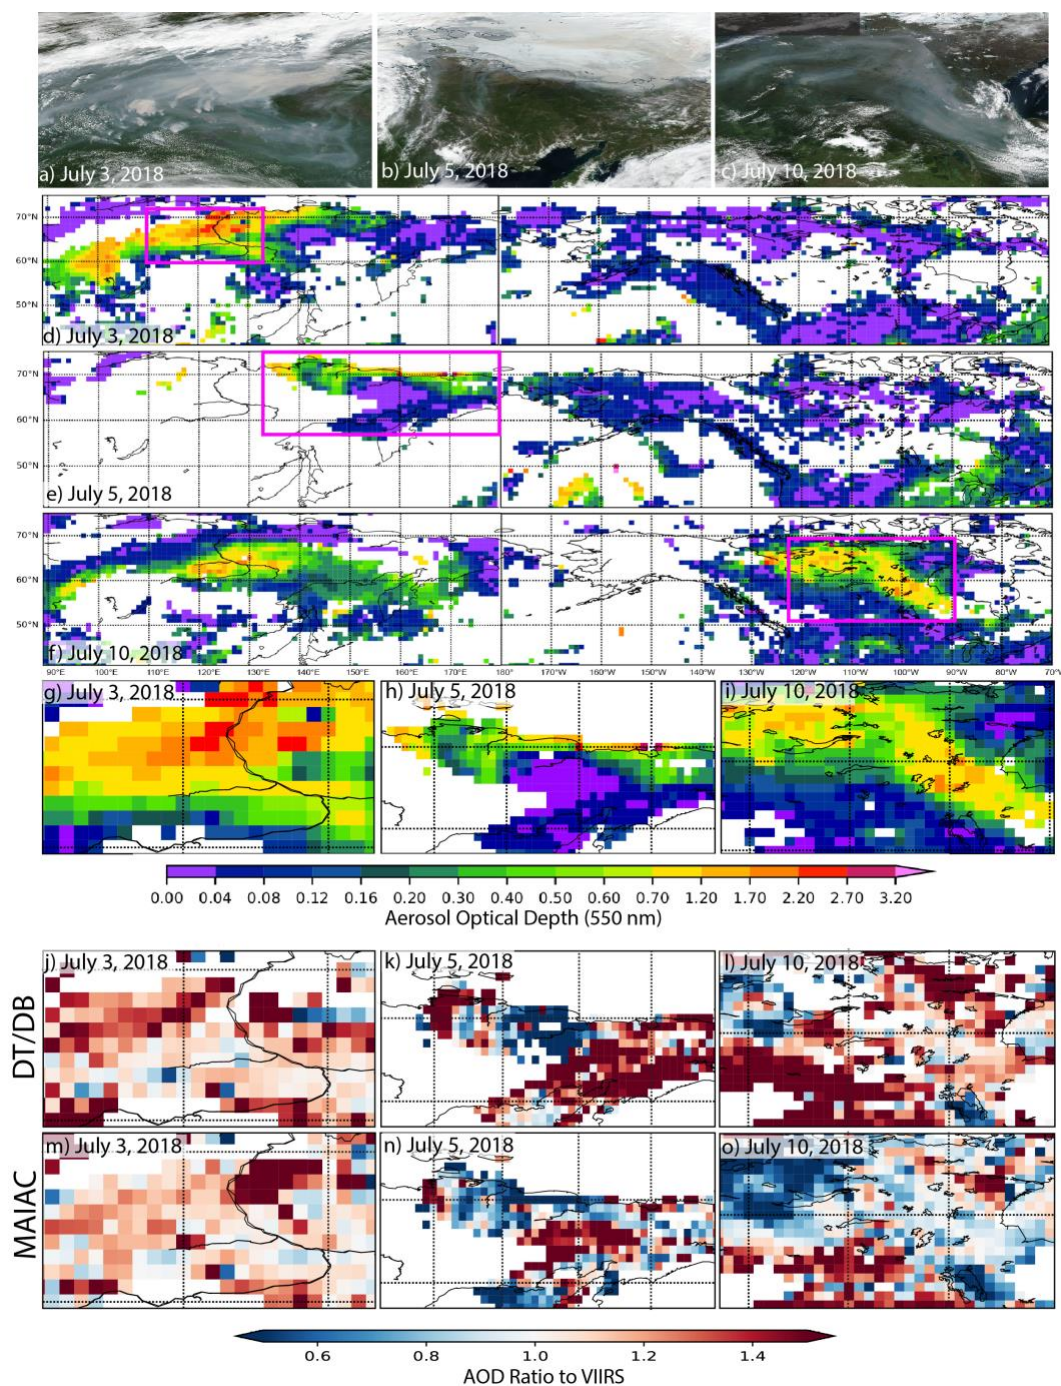 a) July 3, 2018
b) July 5, 2018
c) July 10, 2018
70°N
60°N
50°N
d) July 3, 2018
70°N
60°N
50°N
e) July 5, 2018
70°N
60°N
50°N
f) July 10, 2018
90°E 100°E 110°E 120°E 130°E 140°E 150°E 160°E 170°E 180° 170°W 160°W 150°W 140°W 130°W 120°W 110°W 100°W 80°W 70°W
g) July 3, 2018
h) July 5, 2018
i) July 10, 2018
0.00 0.04 0.08 0.12 0.16 0.20 0.30 0.40 0.50 0.60 0.70 1.20 1.70 2.20 2.70 3.20
Aerosol Optical Depth (550 nm)
DT/DB
j) July 3, 2018
k) July 5, 2018
l) July 10, 2018
MAIAC
m) July 3, 2018
n) July 5, 2018
o) July 10, 2018
0.6 0.8 1.0 1.2 1.4
AOD Ratio to VIIRS